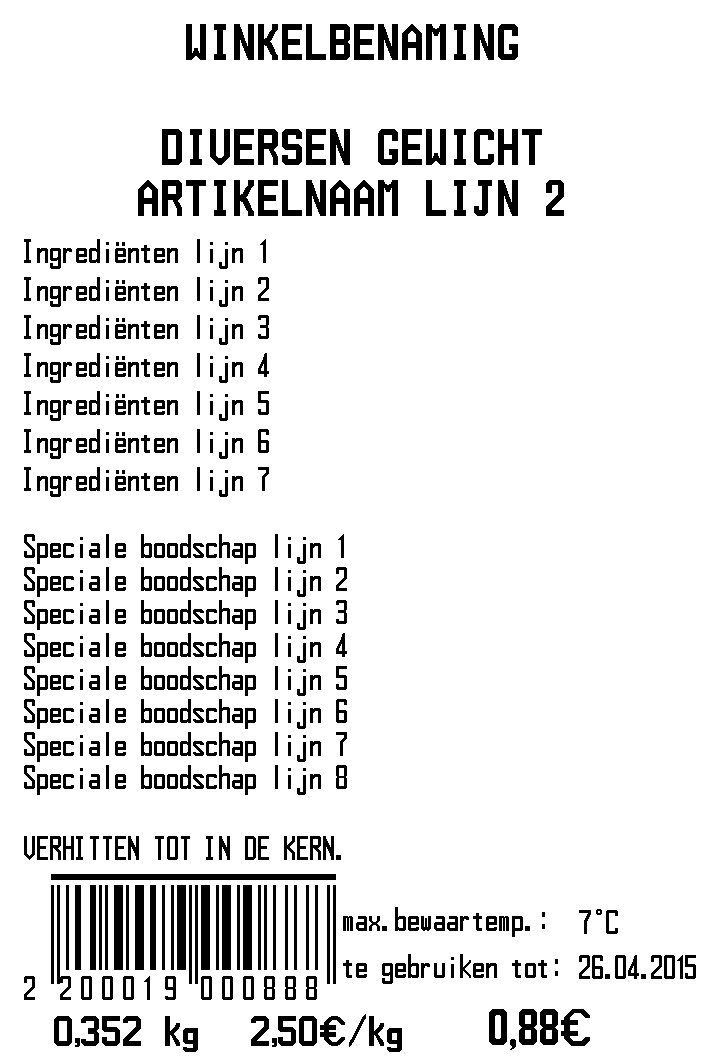 WINKELBENAMING
DIVERSEN GEWICHT
ARTIKELNAAM LIJN 2
Ingrediënten lijn 1
Ingrediënten lijn 2
Ingrediënten lijn 3
Ingrediënten lijn 4
Ingrediënten lijn 5
Ingrediënten lijn 6
Ingrediënten lijn 7
Speciale boodschap lijn 1
Speciale boodschap lijn 2
Speciale boodschap lijn 3
Speciale boodschap lijn 4
Speciale boodschap lijn 5
Speciale boodschap lijn 6
Speciale boodschap lijn 7
Speciale boodschap lijn 8
VERHITTEN TOT IN DE KERN.
max.bewaartemp.: 7°C
te gebruiken tot: 26.04.2015
2 200019 000888
0,352 kg 2,50€/kg 0,88€